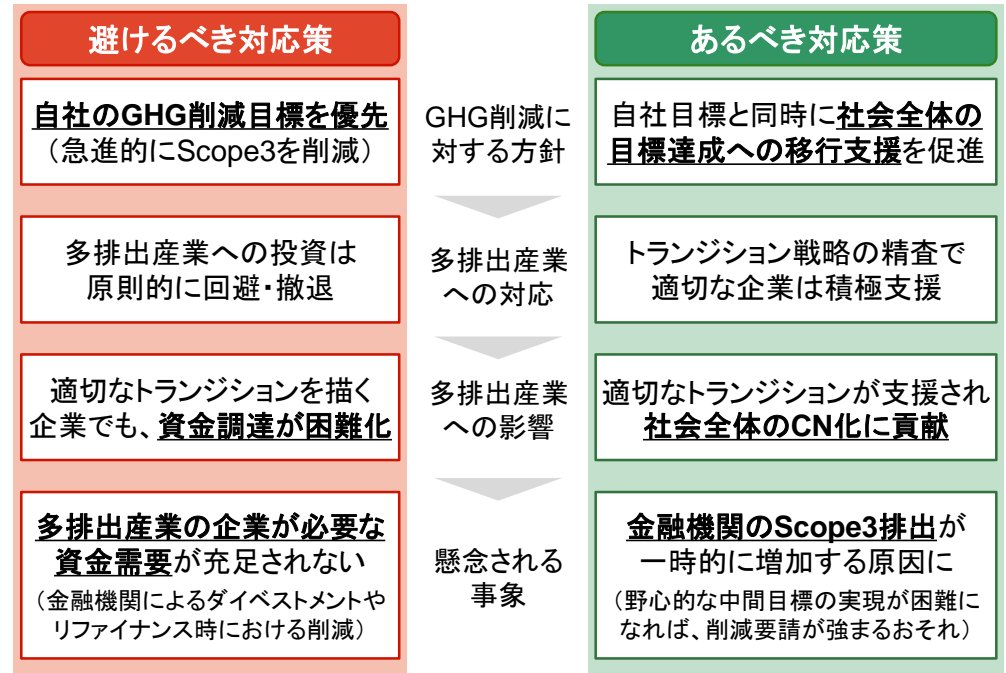 避けるべき対応策
あるべき対応策
自社のGHG削減目標を優先
（急進的にScope3を削減）
GHG削減に
対する方針
自社目標と同時に社会全体の
目標達成への移行支援を促進
多排出産業への投資は
原則的に回避・撤退
多排出産業
への対応
トランジション戦略の精査で
適切な企業は積極支援
適切なトランジションを描く
企業でも、資金調達が困難化
多排出産業
への影響
適切なトランジションが支援され
社会全体のCN化に貢献
多排出産業の企業が必要な
資金需要が充足されない
（金融機関によるダイベストメントや
リファイナンス時における削減）
懸念される
事象
金融機関のScope3排出が
一時的に増加する原因に
（野心的な中間目標の実現が困難に
なれば、削減要請が強まるおそれ）